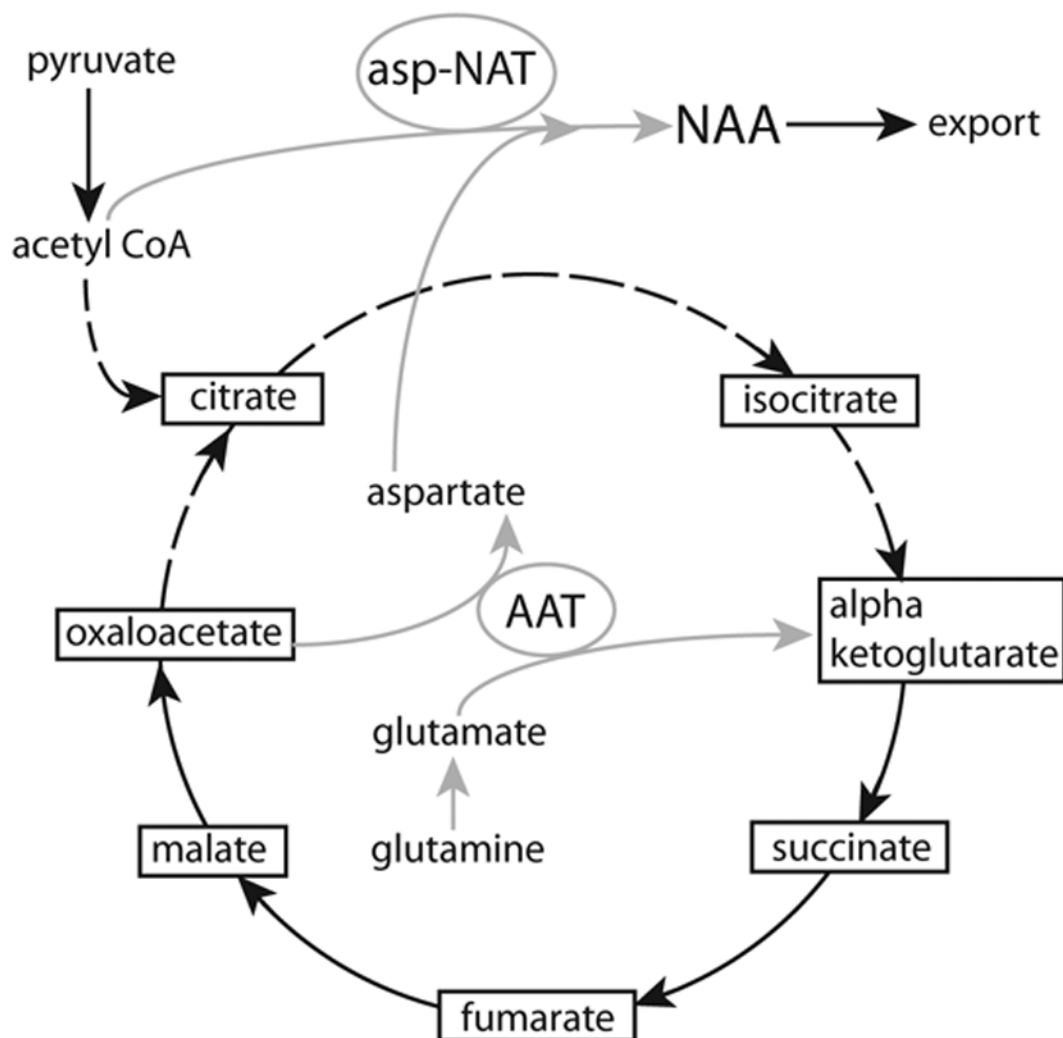 pyruvate
asp-NAT
NAA
export
acetyl CoA
citrate
isocitrate
aspartate
oxaloacetate
AAT
alpha
ketoglutarate
glutamate
malate
glutamine
succinate
fumarate